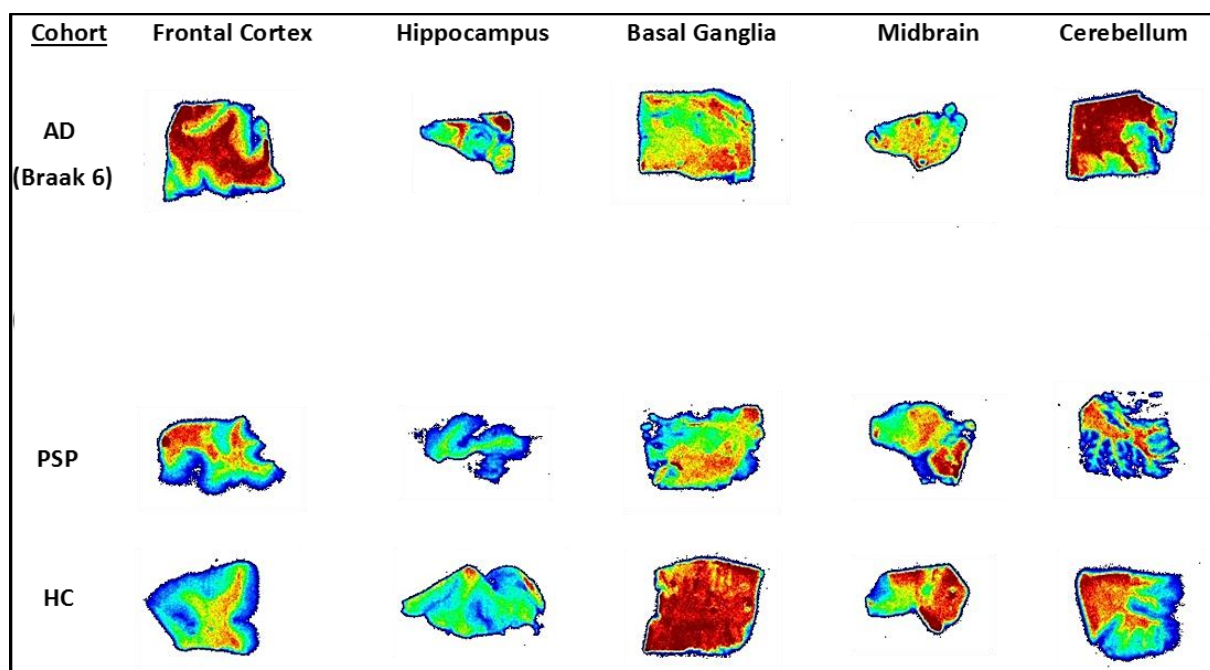 Cohort Frontal Cortex Hippocampus Basal Ganglia Midbrain Cerebellum
AD
(Braak 6)
PSP
HC